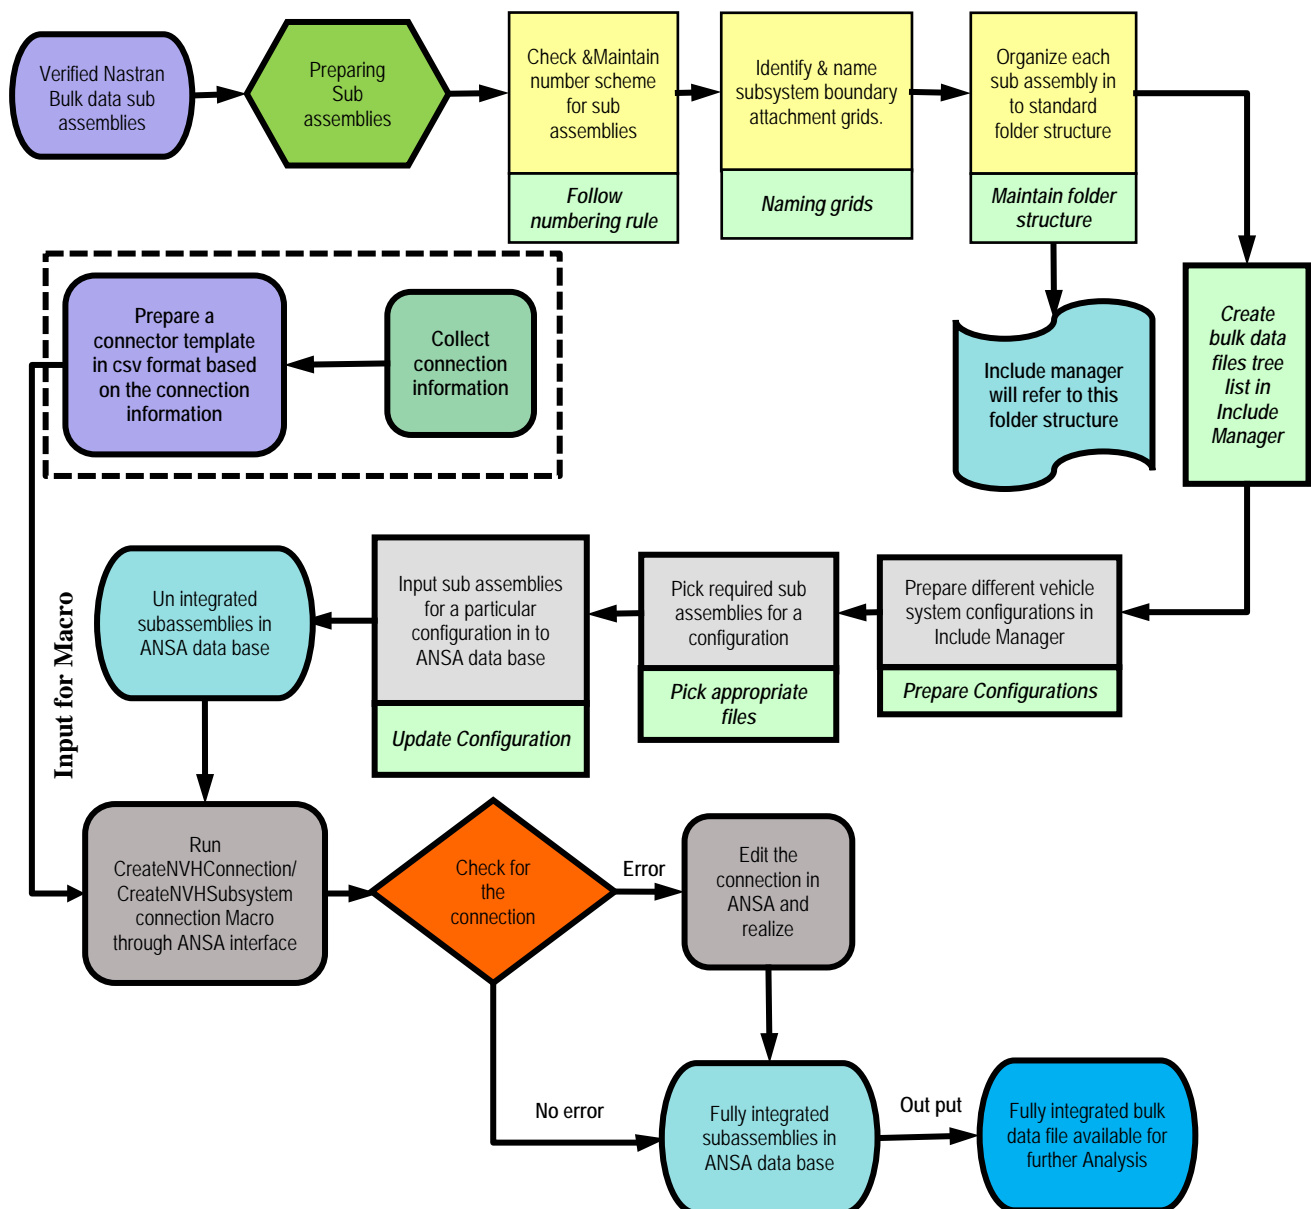 Verified Nastran
Bulk data sub
assemblies
Preparing
Sub
assemblies
Check &Maintain
number scheme
for sub
assemblies
Follow
numbering rule
Identify & name
subsystem boundary
attachment grids.
Naming grids
Organize each
sub assembly in
to standard
folder structure
Maintain folder
structure
Prepare a
connector template
in csv format based
on the connection
information
Collect
connection
information
Include manager
will refer to this
folder structure
Create
bulk data
files tree
list in
Include
Manager
Un integrated
subassemblies in
ANSA data base
Input sub assemblies
for a particular
configuration in to
ANSA data base
Update Configuration
Pick required sub
assemblies for a
configuration
Pick appropriate
files
Prepare different vehicle
system configurations in
Include Manager
Prepare Configurations
Input for Macro
Run
CreateNVHConnection/
CreateNVHSubsystem
connection Macro
through ANSA interface
Check for
the
connection
Error
Edit the
connection in
ANSA and
realize
No error
Fully integrated
subassemblies in
ANSA data base
Out put
Fully integrated bulk
data file available for
further Analysis